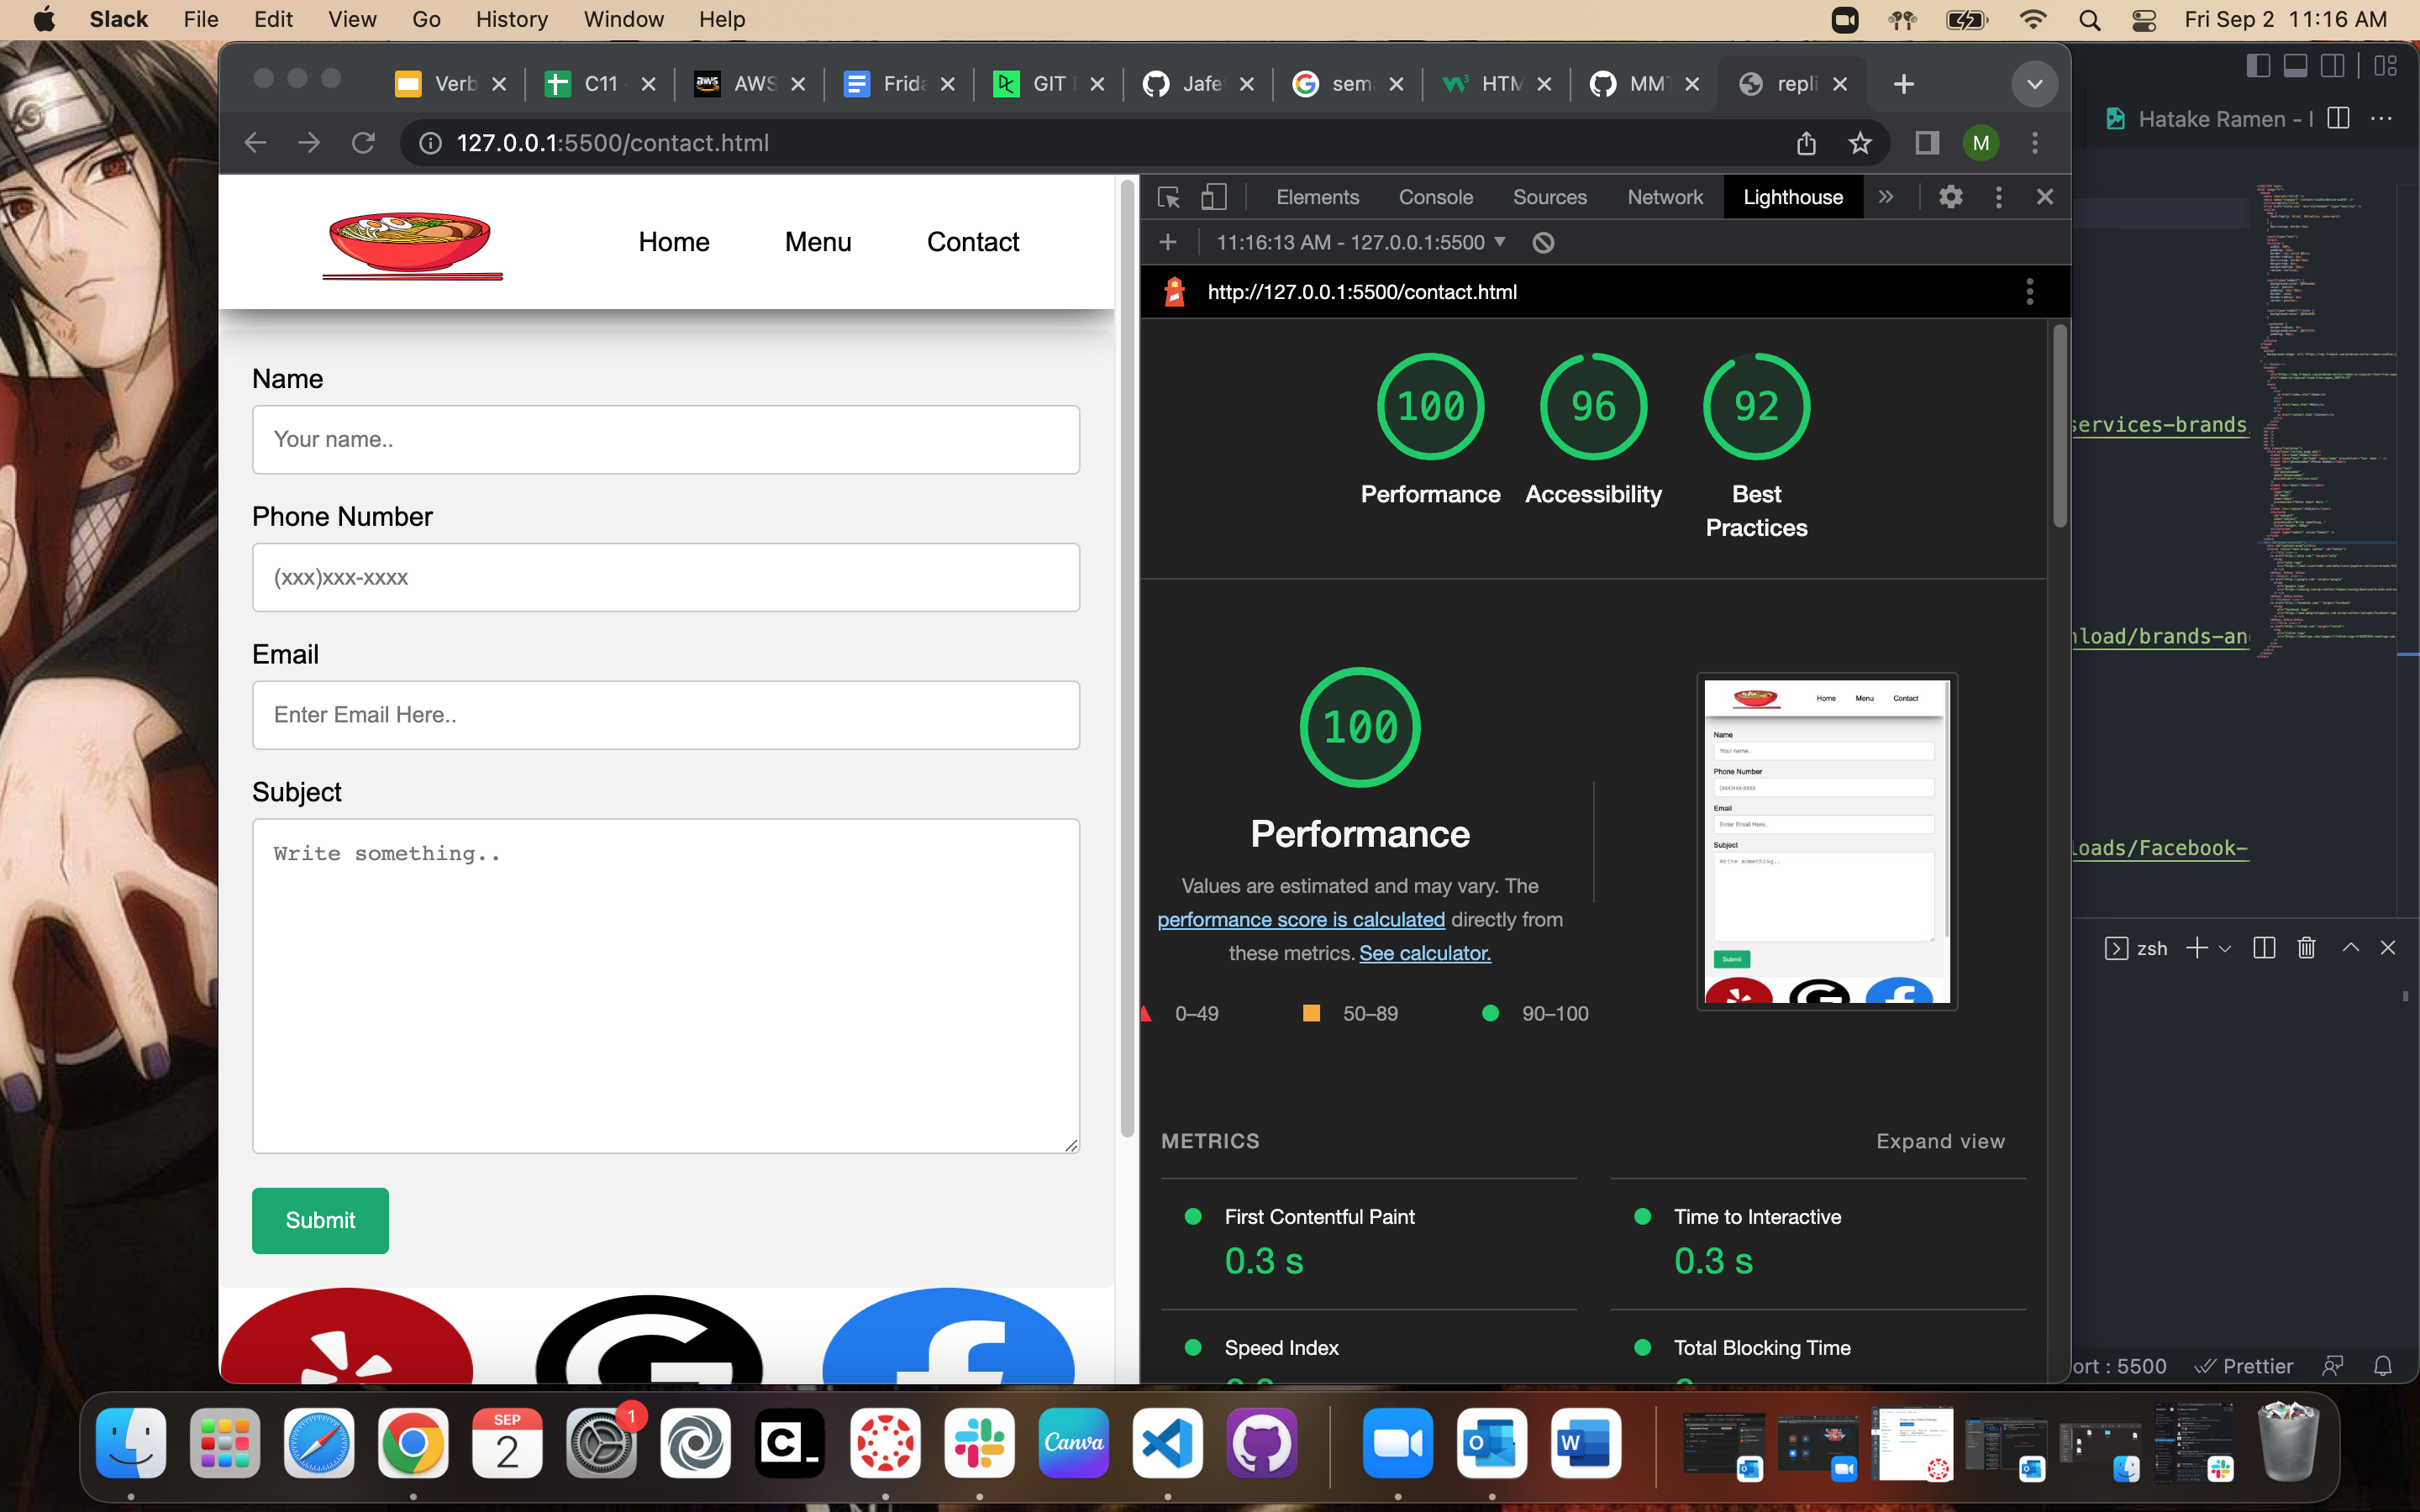 Slack File Edit View Go History Window Help
Fri Sep 2 11:16 AM
Verb
C11
AWS
Frida
GIT
Jafe
sem
HTM
MMT
repli
127.0.0.1:5500/contact.html
Hatake Ramen - I
Home Menu Contact
Name
Your name..
Phone Number
(xxx)xxx-xxxx
Email
Enter Email Here..
Subject
Write something..
Submit
Elements Console Sources Network Lighthouse
11:16:13 AM - 127.0.0.1:5500
http://127.0.0.1:5500/contact.html
100 96 92
Performance Accessibility Best
Practices
100
Performance
Values are estimated and may vary. The
performance score is calculated directly from
these metrics. See calculator.
0–49 50–89 90–100
Home Menu Contact
Name
Your name..
Phone Number
(xxx)xxx-xxxx
Email
Enter Email Here..
Subject
Write something..
Submit
METRICS Expand view
First Contentful Paint
0.3 s
Time to Interactive
0.3 s
Speed Index
Total Blocking Time
services-brands
nload/brands-and
loads/Facebook-
zsh
ort : 5500 Prettier
SEP
2
1
Canva